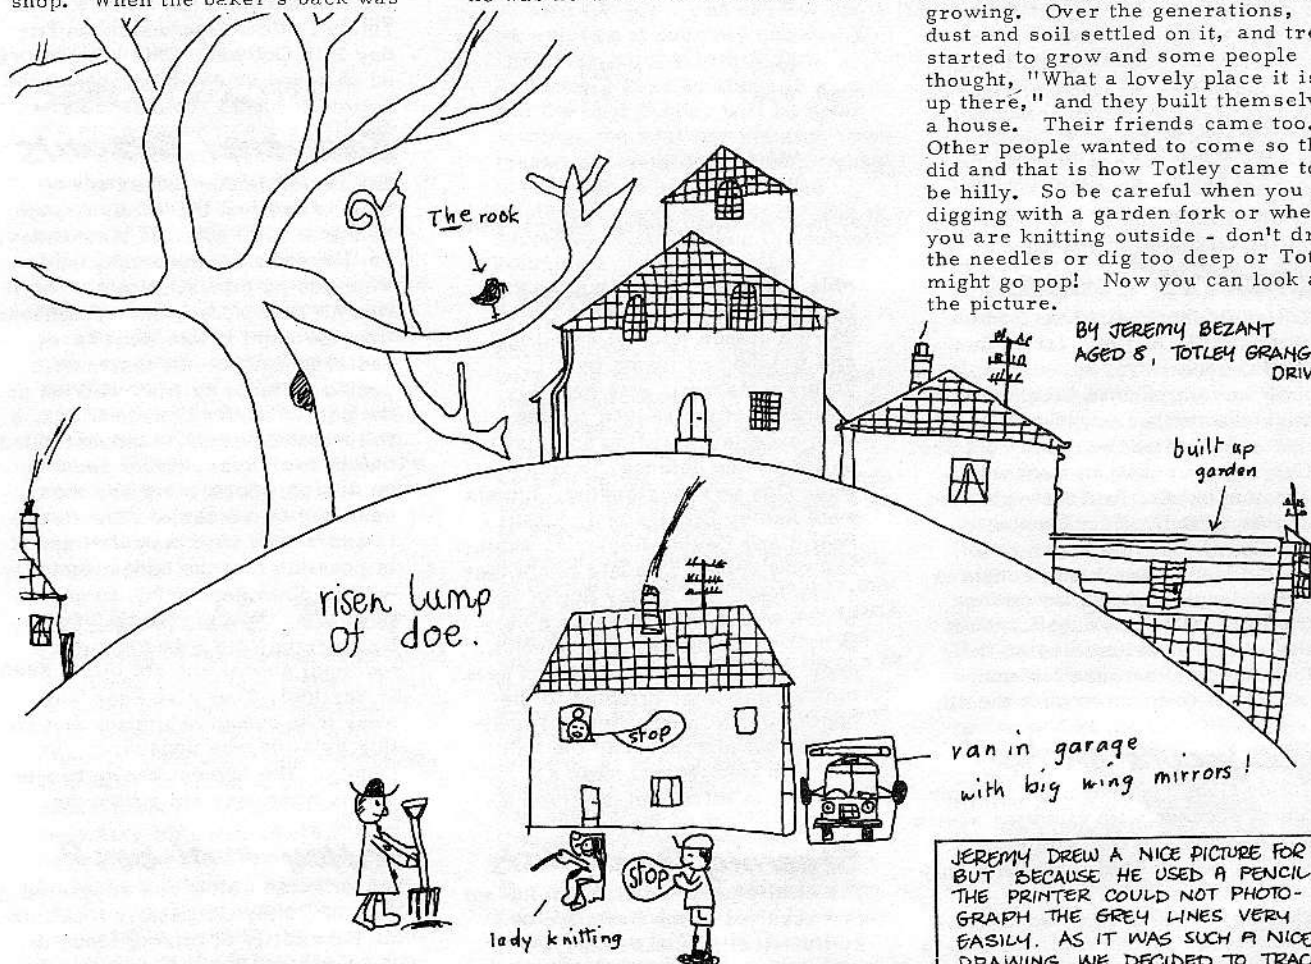 shop. When the baker's back was
growing. Over the generations,
dust and soil settled on it, and tre
started to grow and some people
thought, "What a lovely place it is
up there," and they built themselv
a house. Their friends came too.
Other people wanted to come so th
did and that is how Totley came to
be hilly. So be careful when you
digging with a garden fork or whe
you are knitting outside - don't dr
the needles or dig too deep or Tot
might go pop! Now you can look a
the picture.
BY JEREMY BEZANT
AGED 8, TOTLEY GRANG
DRIV
The rook
built up
garden
risen lump
of doe.
stop
van in garage
with big wing mirrors!
stop
lady knitting
JEREMY DREW A NICE PICTURE FOR
BUT BECAUSE HE USED A PENCIL
THE PRINTER COULD NOT PHOTO-
GRAPH THE GREY LINES VERY
EASILY. AS IT WAS SUCH A NICE
DRAWING WE DECIDED TO TRAC